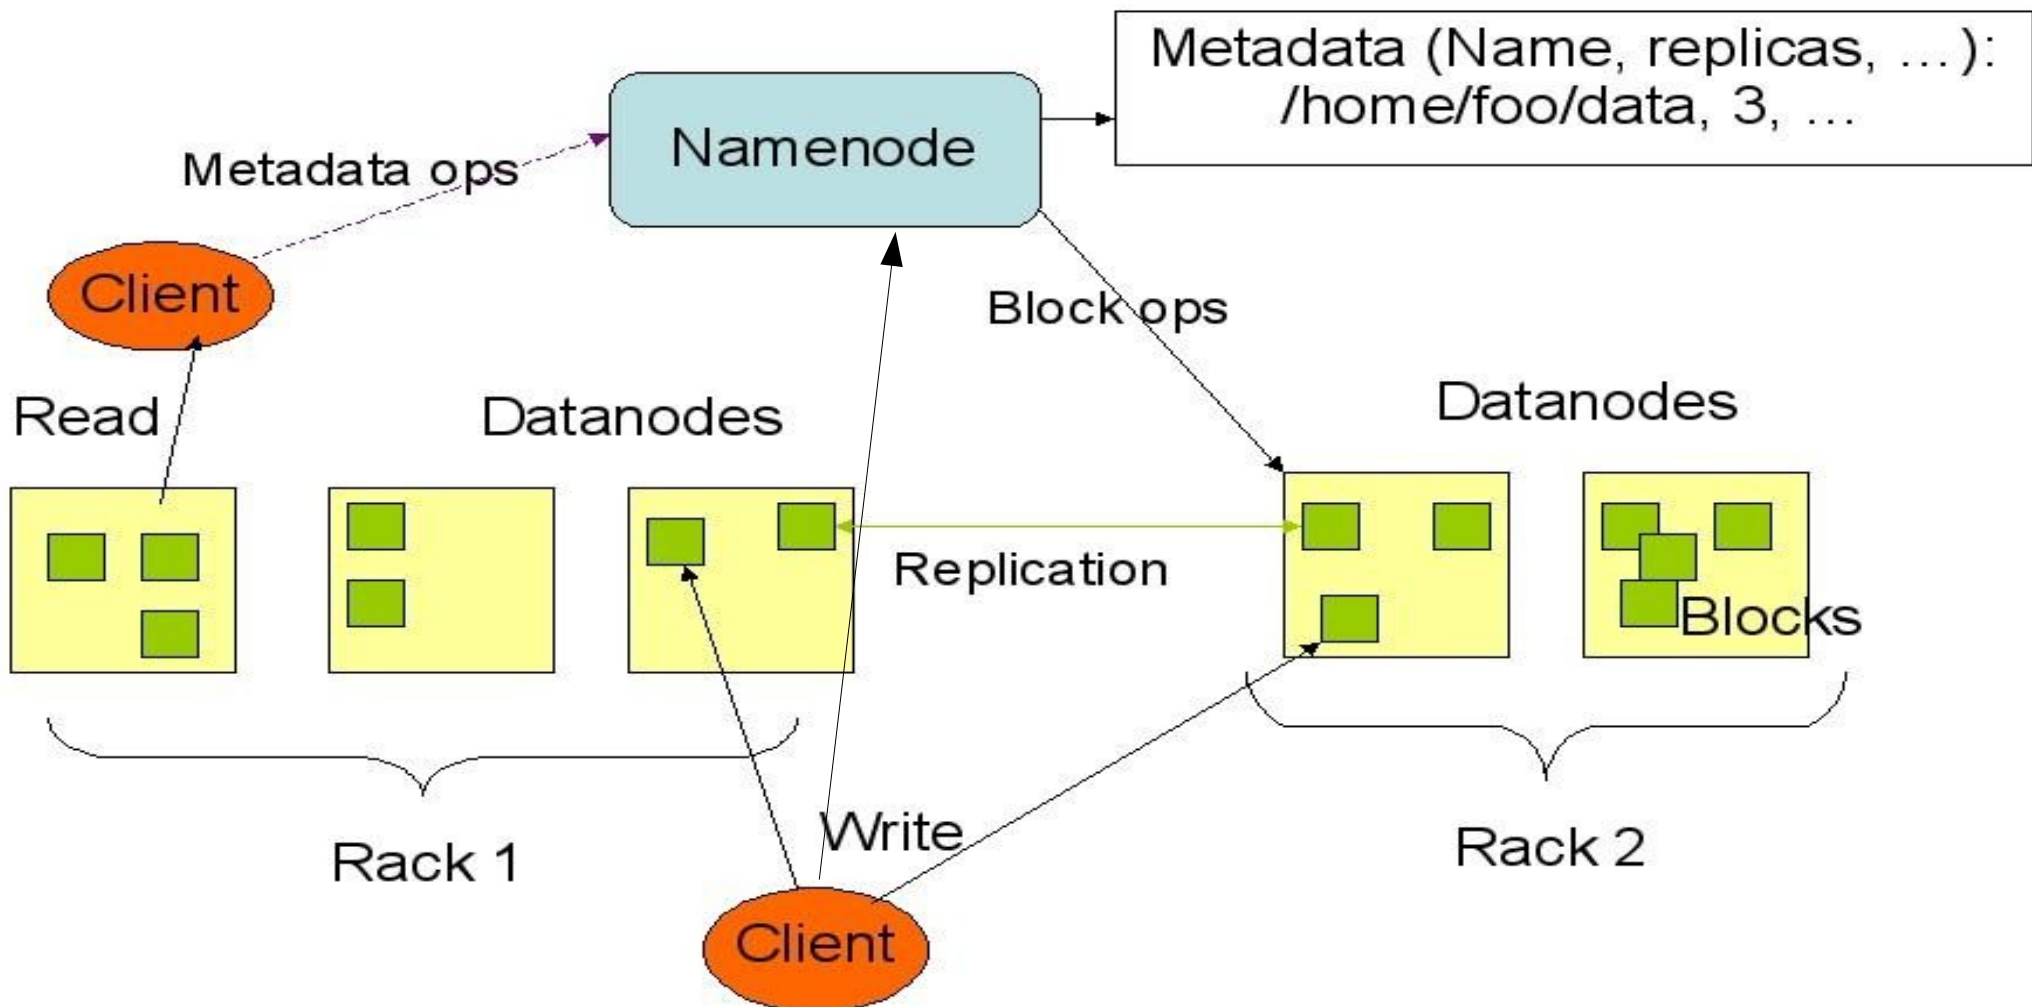 Metadata (Name, replicas, …):
/home/foo/data, 3, …
Namenode
Metadata ops
Client
Block ops
Read
Datanodes
Datanodes
Replication
Blocks
Write
Rack 1
Rack 2
Client